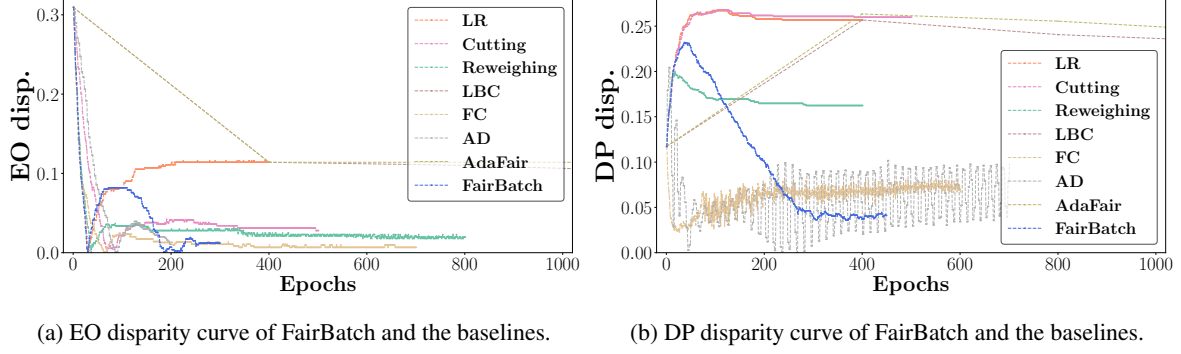 EO disp.
0.3
0.2
0.1
0.0
0
200
400
600
800
1000
Epochs
LR
Cutting
Reweighing
LBC
FC
AD
AdaFair
FairBatch
(a) EO disparity curve of FairBatch and the baselines.
DP disp.
0.25
0.20
0.15
0.10
0.05
0.00
0
200
400
600
800
1000
Epochs
LR
Cutting
Reweighing
LBC
FC
AD
AdaFair
FairBatch
(b) DP disparity curve of FairBatch and the baselines.